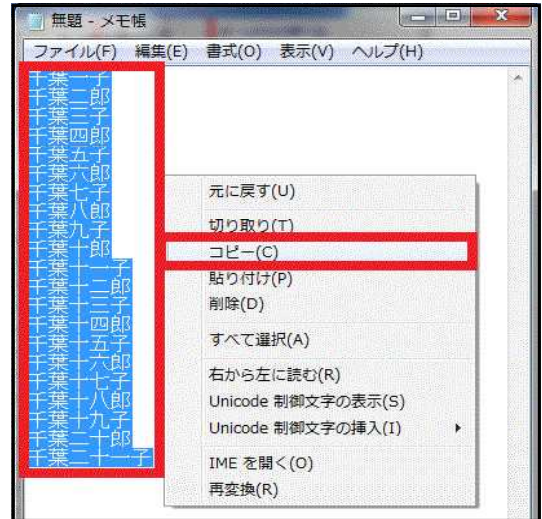 無題 - メモ帳
ファイル(F) 編集(E) 書式(O) 表示(V) ヘルプ(H)
千葉一子
千葉二郎
千葉三子
千葉四郎
千葉五子
千葉六郎
千葉七子
千葉八郎
千葉九子
千葉十郎
千葉十一子
千葉十二郎
千葉十三子
千葉十四郎
千葉十五子
千葉十六郎
千葉十七子
千葉十八郎
千葉十九子
千葉二十郎
千葉二十一子
元に戻す(U)
切り取り(T)
コピー(C)
貼り付け(P)
削除(D)
すべて選択(A)
右から左に読む(R)
Unicode 制御文字の表示(S)
Unicode 制御文字の挿入(I)
IME を開く(O)
再変換(R)